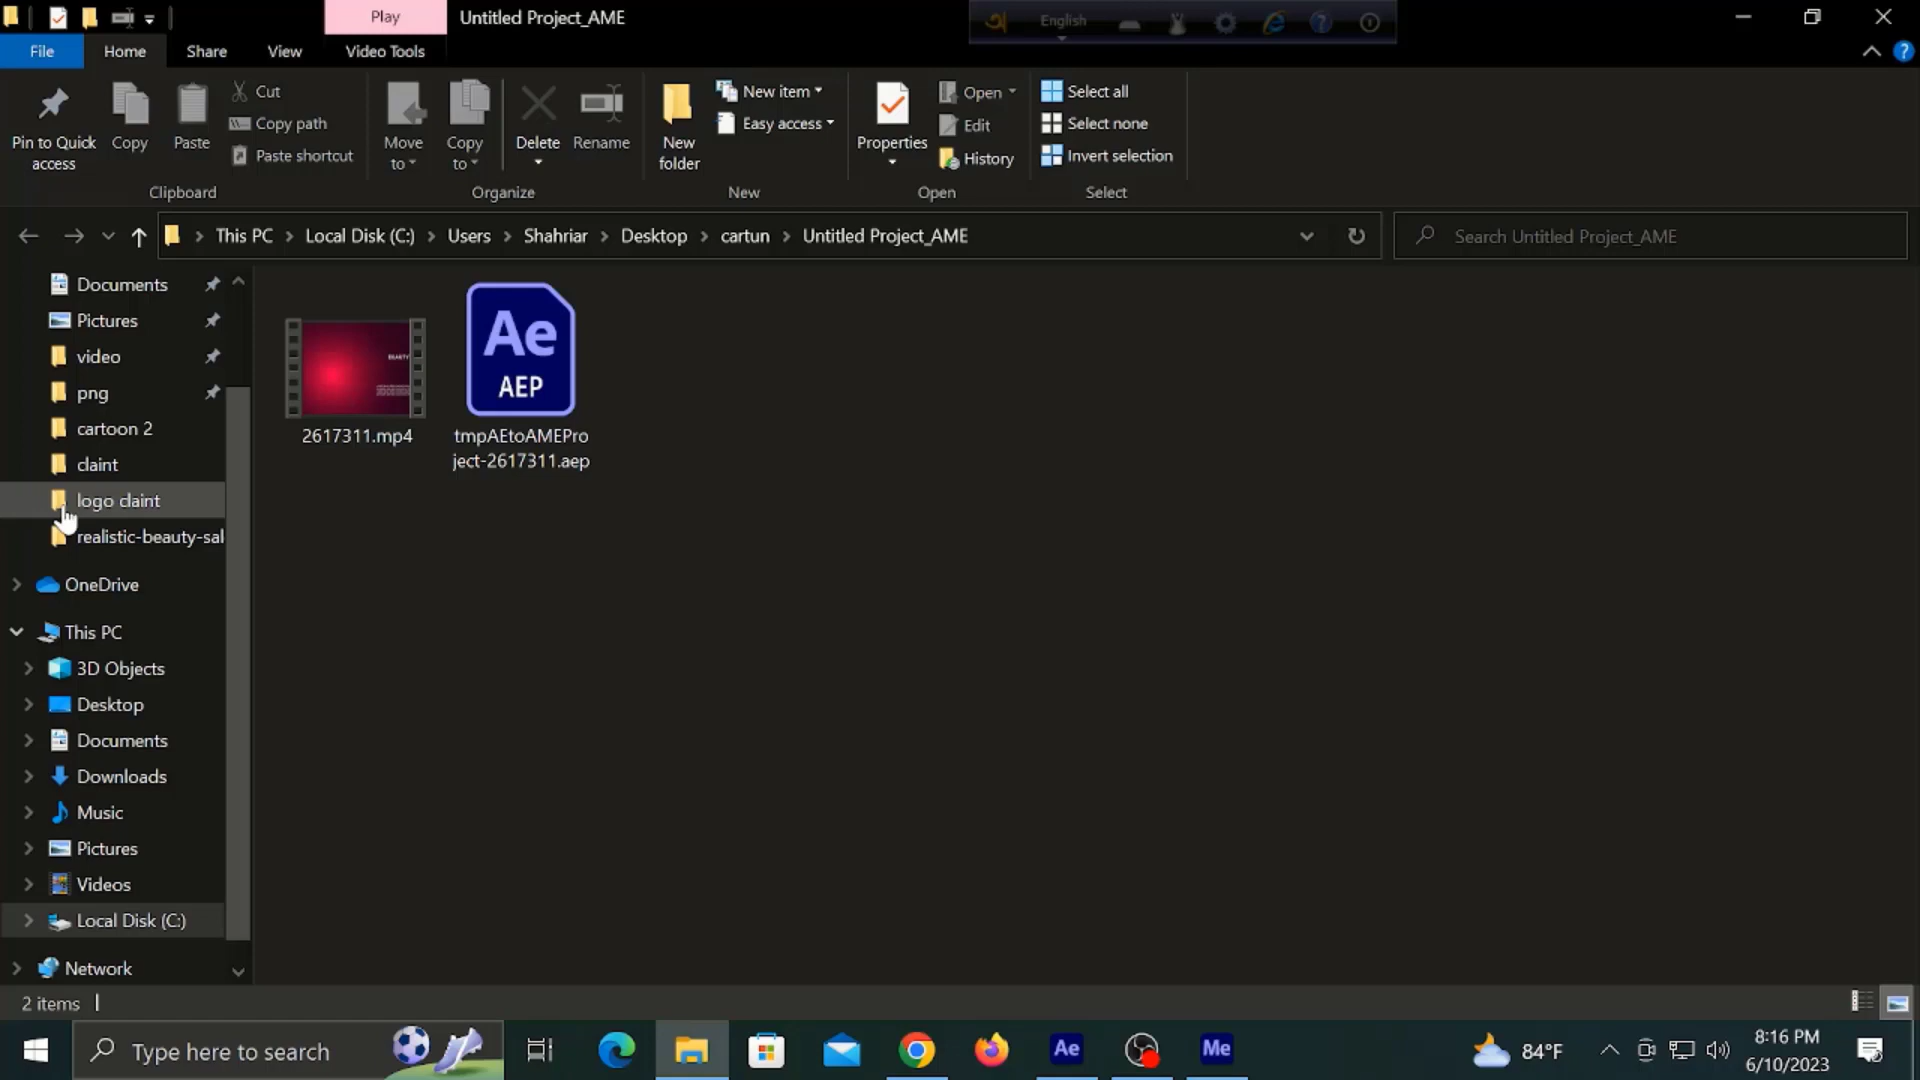 Play
Untitled Project_AME
English
File
Home
Share
View
Video Tools
Pin to Quick
access
Copy
Paste
Cut
Copy path
Paste shortcut
Clipboard
Move
to
Copy
to
Delete
Rename
Organize
New
folder
New item
Easy access
New
Properties
Open
Edit
History
Open
Select all
Select none
Invert selection
Select
This PC
Local Disk (C:)
Users
Shahriar
Desktop
cartun
Untitled Project_AME
Search Untitled Project_AME
Documents
Pictures
video
png
cartoon 2
claint
logo claint
realistic-beauty-sal
OneDrive
This PC
3D Objects
Desktop
Documents
Downloads
Music
Pictures
Videos
Local Disk (C:)
Network
BEAUTY
2617311.mp4
Ae
AEP
tmpAEtoAMEPro
ject-2617311.aep
2 items
Type here to search
Ae
Me
84°F
8:16 PM
6/10/2023